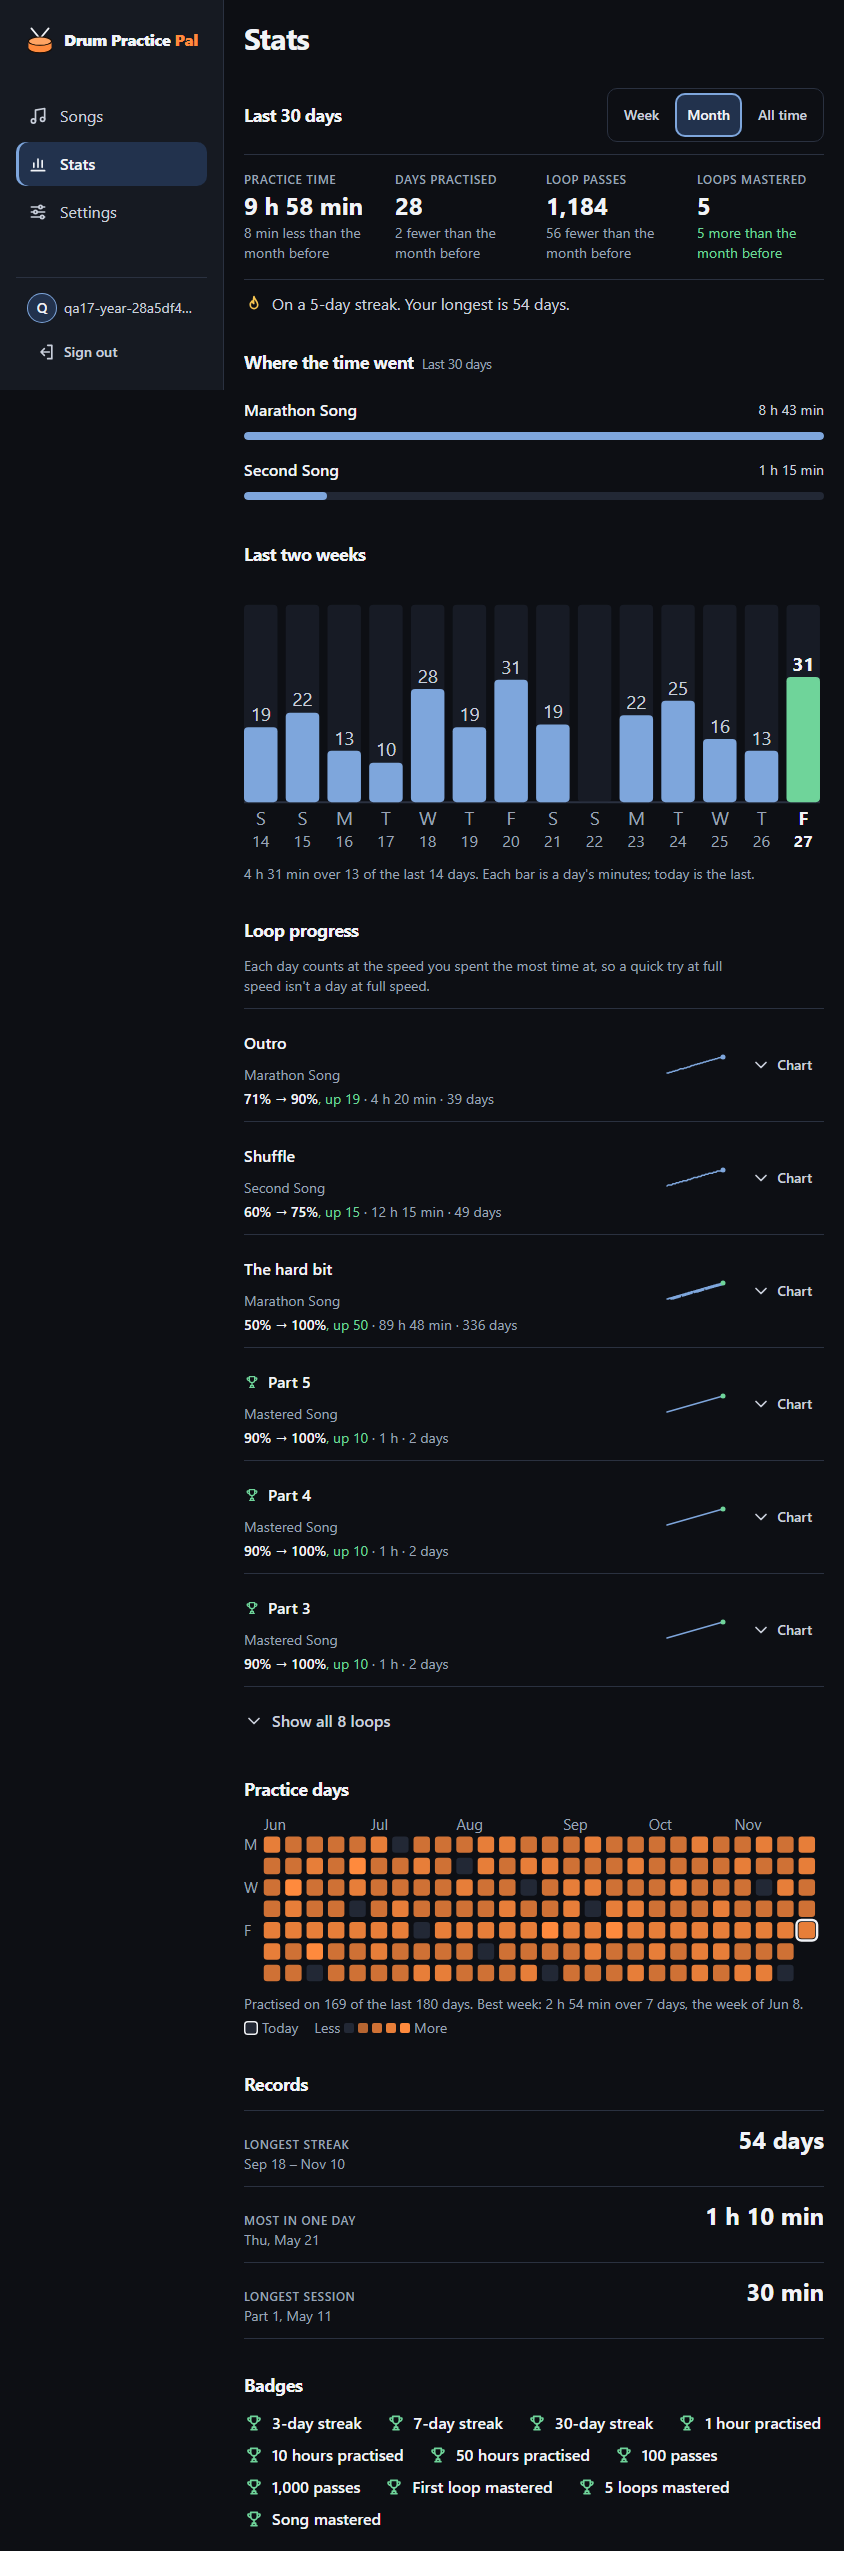 Drum Practice Pal
Songs
Stats
Settings
Q qa17-year-28a5df4...
Sign out
Stats
Last 30 days
Week Month All time
PRACTICE TIME
9 h 58 min
8 min less than the
month before
DAYS PRACTISED
28
2 fewer than the
month before
LOOP PASSES
1,184
56 fewer than the
month before
LOOPS MASTERED
5
5 more than the
month before
On a 5-day streak. Your longest is 54 days.
Where the time went Last 30 days
Marathon Song 8 h 43 min
Second Song 1 h 15 min
Last two weeks
19 22 13 10 28 19 31 19 22 25 16 13 31
S S M T W T F S S M T W T F
14 15 16 17 18 19 20 21 22 23 24 25 26 27
4 h 31 min over 13 of the last 14 days. Each bar is a day's minutes; today is the last.
Loop progress
Each day counts at the speed you spent the most time at, so a quick try at full
speed isn't a day at full speed.
Outro
Marathon Song
71% → 90%, up 19 · 4 h 20 min · 39 days
Chart
Shuffle
Second Song
60% → 75%, up 15 · 12 h 15 min · 49 days
Chart
The hard bit
Marathon Song
50% → 100%, up 50 · 89 h 48 min · 336 days
Chart
Part 5
Mastered Song
90% → 100%, up 10 · 1 h · 2 days
Chart
Part 4
Mastered Song
90% → 100%, up 10 · 1 h · 2 days
Chart
Part 3
Mastered Song
90% → 100%, up 10 · 1 h · 2 days
Chart
Show all 8 loops
Practice days
Jun Jul Aug Sep Oct Nov
M
W
F
Practised on 169 of the last 180 days. Best week: 2 h 54 min over 7 days, the week of Jun 8.
Today Less More
Records
LONGEST STREAK
Sep 18 – Nov 10
54 days
MOST IN ONE DAY
Thu, May 21
1 h 10 min
LONGEST SESSION
Part 1, May 11
30 min
Badges
3-day streak 7-day streak 30-day streak 1 hour practised
10 hours practised 50 hours practised 100 passes
1,000 passes First loop mastered 5 loops mastered
Song mastered